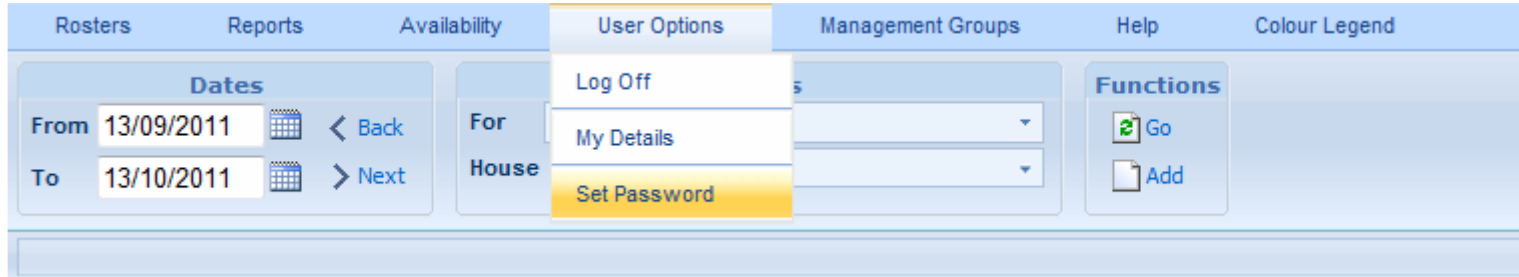 Rosters Reports Availability User Options Management Groups Help Colour Legend
Dates
From 13/09/2011 Back
To 13/10/2011 Next
Log Off
My Details
Set Password
For
House
Functions
Go
Add